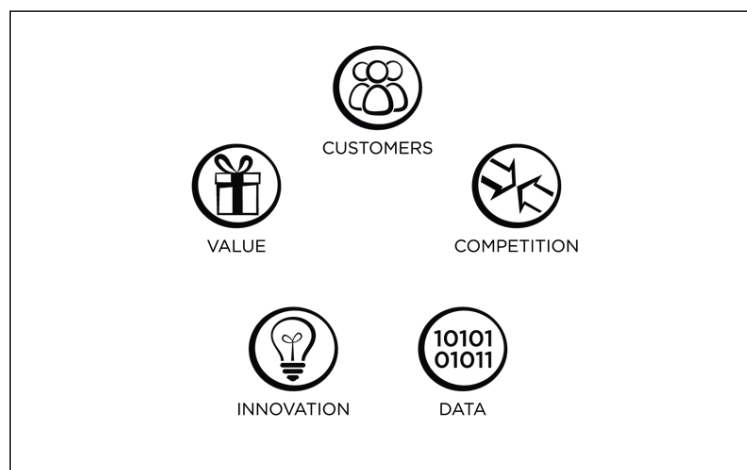 CUSTOMERS
VALUE
COMPETITION
10101
01011
INNOVATION
DATA